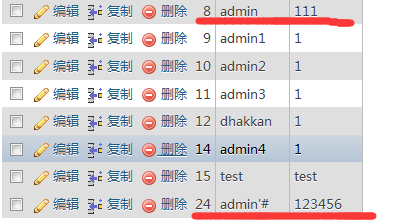 编辑 复制 删除 8 admin 111
编辑 复制 删除 9 admin1 1
编辑 复制 删除 10 admin2 1
编辑 复制 删除 11 admin3 1
编辑 复制 删除 12 dhakkan 1
编辑 复制 删除 14 admin4 1
编辑 复制 删除 15 test test
编辑 复制 删除 24 admin'# 123456